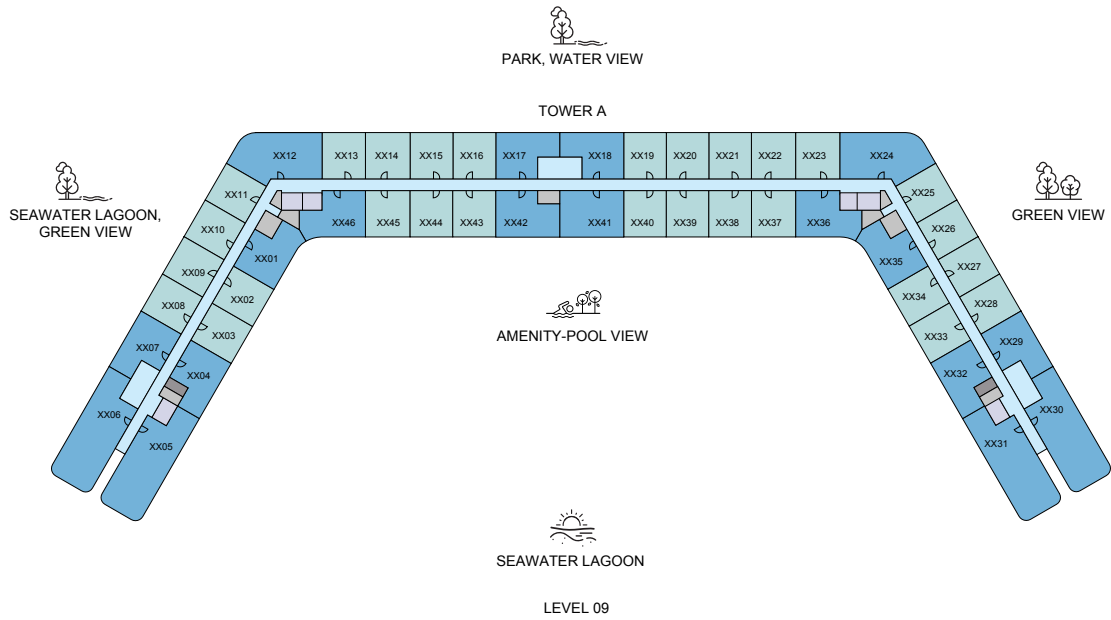 PARK, WATER VIEW
TOWER A
XX12
XX13
XX14
XX15
XX16
XX17
XX18
XX19
XX20
XX21
XX22
XX23
XX24
SEAWATER LAGOON,
GREEN VIEW
GREEN VIEW
XX11
XX25
XX46
XX45
XX44
XX43
XX42
XX41
XX40
XX39
XX38
XX37
XX36
XX10
XX26
XX01
XX35
XX09
XX27
XX02
XX34
XX08
XX28
XX03
XX33
AMENITY-POOL VIEW
XX07
XX29
XX04
XX32
XX06
XX30
XX05
XX31
SEAWATER LAGOON
LEVEL 09